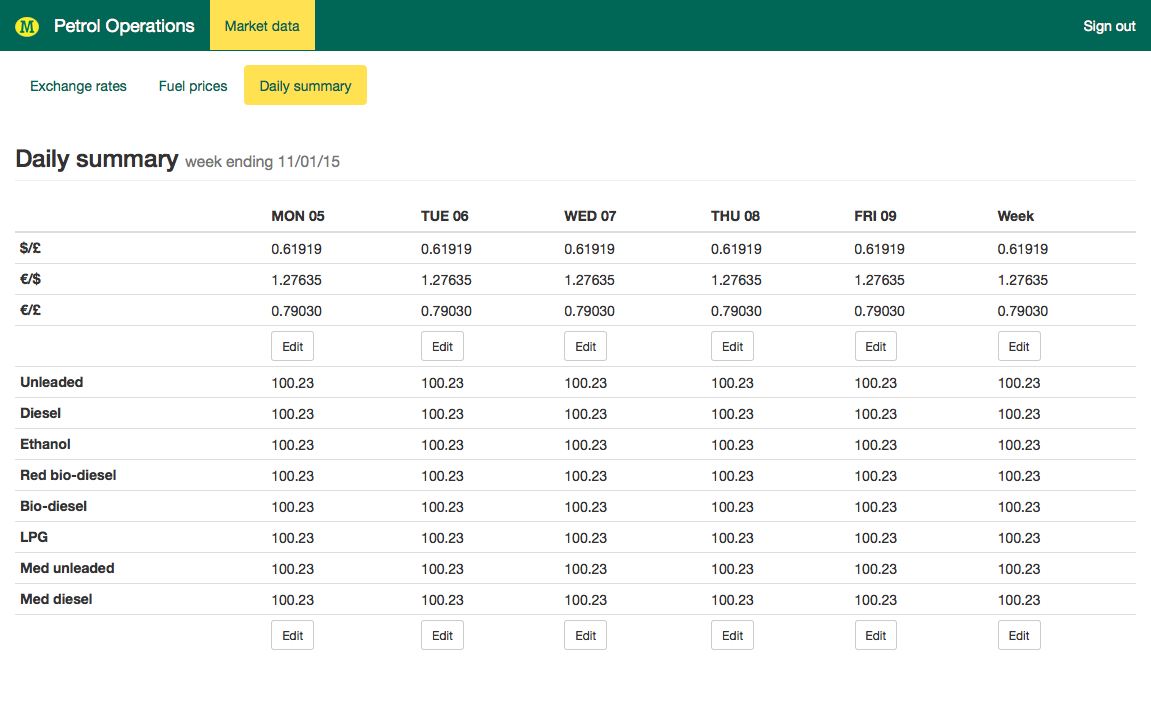 M Petrol Operations Market data Sign out
Exchange rates Fuel prices Daily summary
Daily summary week ending 11/01/15
MON 05 TUE 06 WED 07 THU 08 FRI 09 Week
$/£ 0.61919 0.61919 0.61919 0.61919 0.61919 0.61919
€/$ 1.27635 1.27635 1.27635 1.27635 1.27635 1.27635
€/£ 0.79030 0.79030 0.79030 0.79030 0.79030 0.79030
Edit Edit Edit Edit Edit Edit
Unleaded 100.23 100.23 100.23 100.23 100.23 100.23
Diesel 100.23 100.23 100.23 100.23 100.23 100.23
Ethanol 100.23 100.23 100.23 100.23 100.23 100.23
Red bio-diesel 100.23 100.23 100.23 100.23 100.23 100.23
Bio-diesel 100.23 100.23 100.23 100.23 100.23 100.23
LPG 100.23 100.23 100.23 100.23 100.23 100.23
Med unleaded 100.23 100.23 100.23 100.23 100.23 100.23
Med diesel 100.23 100.23 100.23 100.23 100.23 100.23
Edit Edit Edit Edit Edit Edit